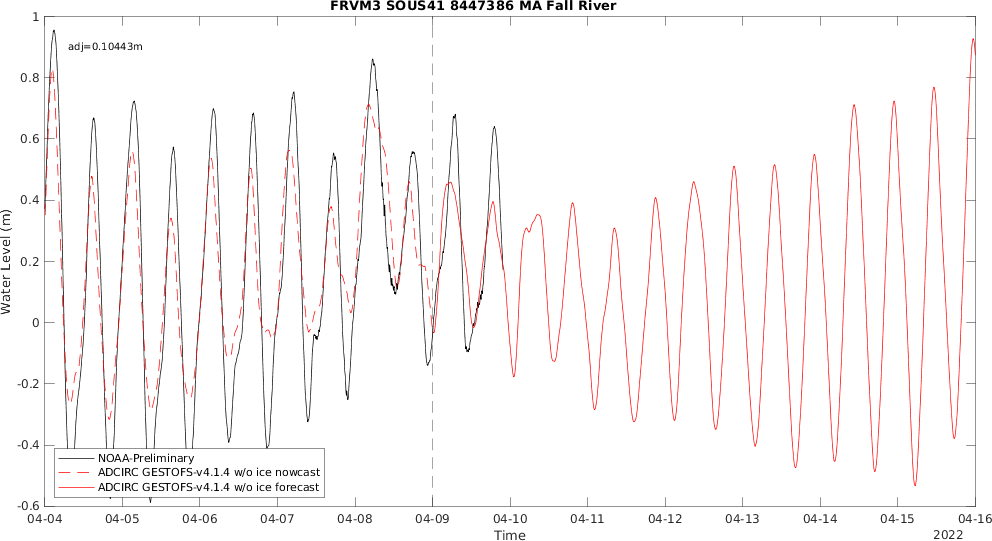 FRVM3 SOUS41 8447386 MA Fall River
adj=0.10443m
1
0.8
0.6
0.4
0.2
0
-0.2
-0.4
-0.6
Water Level (m)
NOAA-Preliminary
ADCIRC GESTOFS-v4.1.4 w/o ice nowcast
ADCIRC GESTOFS-v4.1.4 w/o ice forecast
04-04 04-05 04-06 04-07 04-08 04-09 04-10 04-11 04-12 04-13 04-14 04-15 04-16
Time
2022